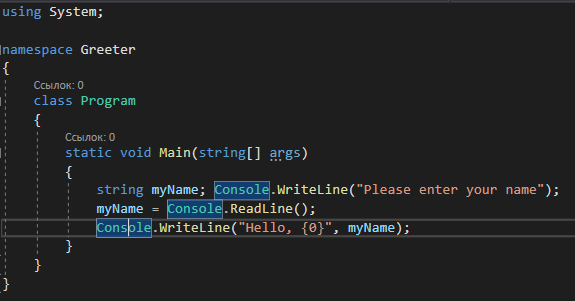 using System;
namespace Greeter
{
Ссылок: 0
class Program
{
Ссылок: 0
static void Main(string[] args)
{
string myName; Console.WriteLine("Please enter your name");
myName = Console.ReadLine();
Console.WriteLine("Hello, {0}", myName);
}
}
}